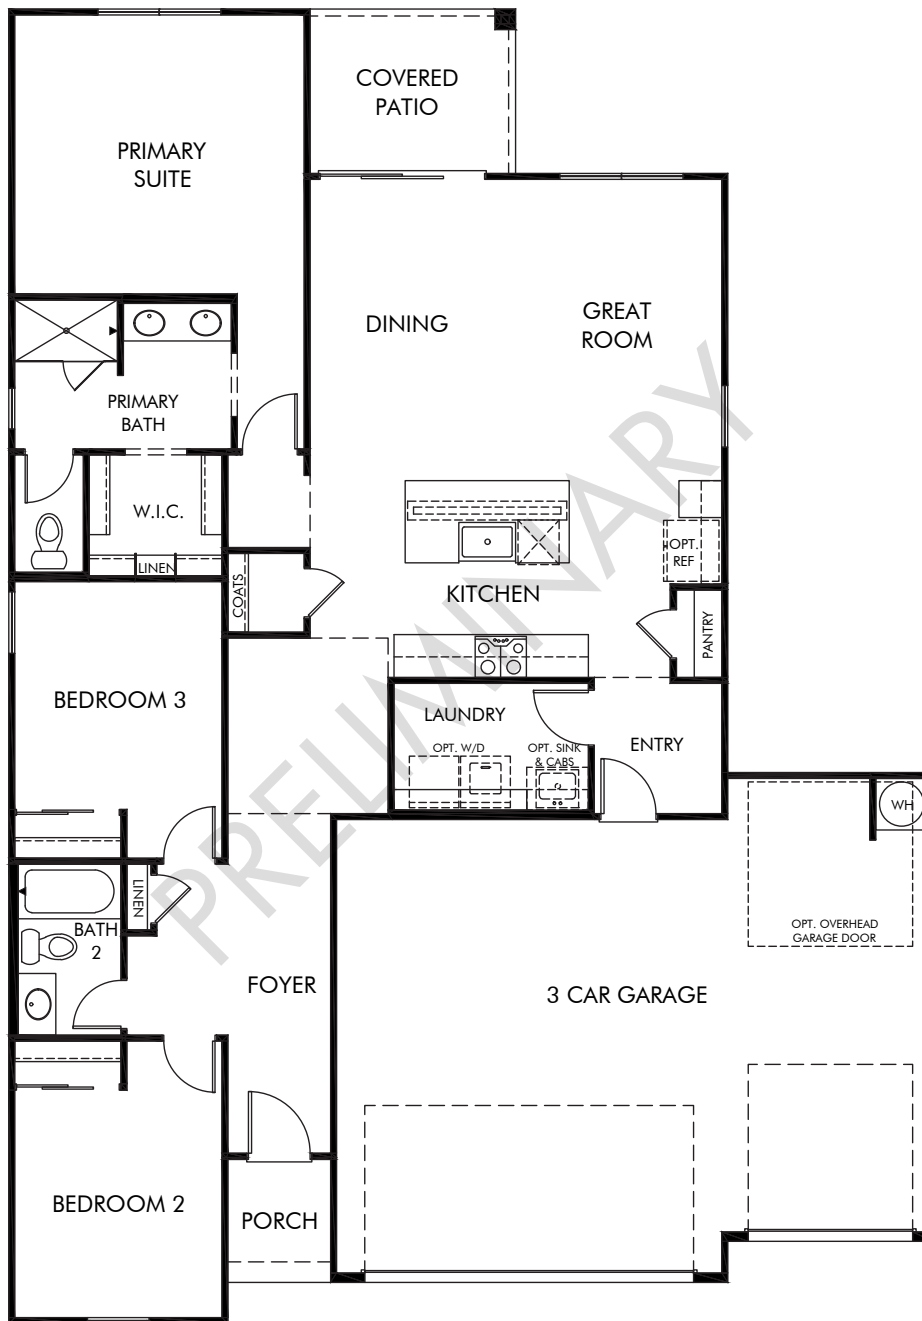 COVERED
PATIO
PRIMARY
SUITE
DINING
GREAT
ROOM
PRIMARY
BATH
W.I.C.
LINEN
OPT.
REF
COATS
KITCHEN
PANTRY
BEDROOM 3
LAUNDRY
OPT. W/D
OPT. SINK
& CABS
ENTRY
WH
LINEN
BATH
2
OPT. OVERHEAD
GARAGE DOOR
FOYER
3 CAR GARAGE
BEDROOM 2
PORCH
PRELIMINARY